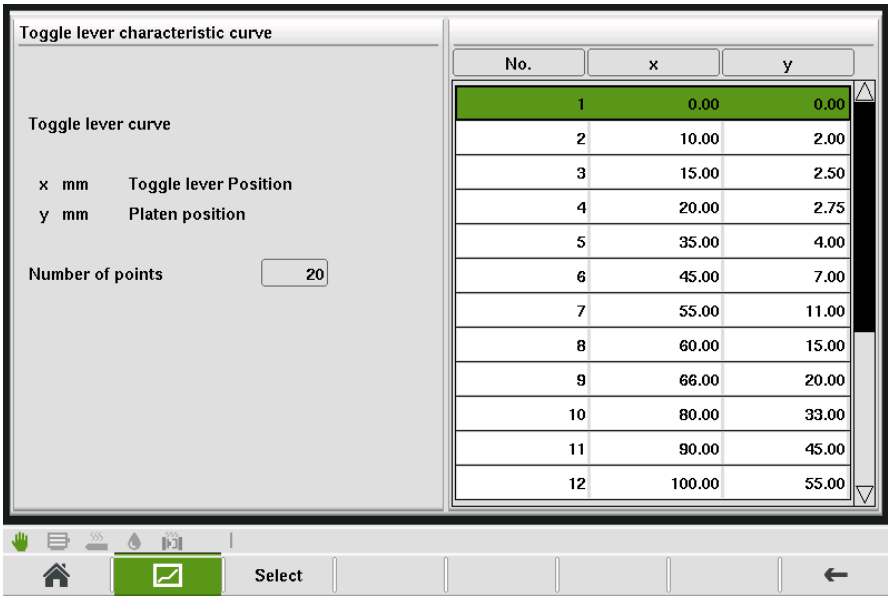 Toggle lever characteristic curve
Toggle lever curve
x mm Toggle lever Position
y mm Platen position
Number of points 20
No. x y
1 0.00 0.00
2 10.00 2.00
3 15.00 2.50
4 20.00 2.75
5 35.00 4.00
6 45.00 7.00
7 55.00 11.00
8 60.00 15.00
9 66.00 20.00
10 80.00 33.00
11 90.00 45.00
12 100.00 55.00
Select